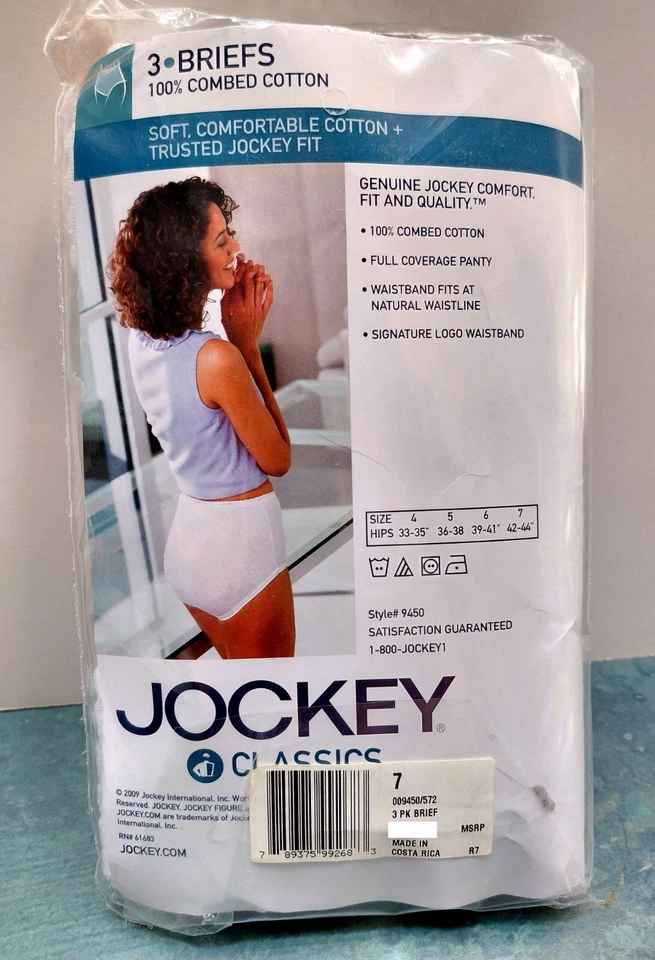 3•BRIEFS
100% COMBED COTTON
SOFT, COMFORTABLE COTTON +
TRUSTED JOCKEY FIT
GENUINE JOCKEY COMFORT,
FIT AND QUALITY.™
• 100% COMBED COTTON
• FULL COVERAGE PANTY
• WAISTBAND FITS AT
NATURAL WAISTLINE
• SIGNATURE LOGO WAISTBAND
SIZE 4 5 6 7
HIPS 33-35" 36-38 39-41" 42-44"
Style# 9450
SATISFACTION GUARANTEED
1-800-JOCKEY1
JOCKEY®
CLASSICS
© 2009 Jockey International, Inc.
Reserved. JOCKEY, JOCKEY FIGURE
JOCKEY.COM are trademarks of
International, Inc.
RN# 61683
JOCKEY.COM
7
009450/572
3 PK BRIEF
MSRP
MADE IN
COSTA RICA R7
7 89375 99268 3